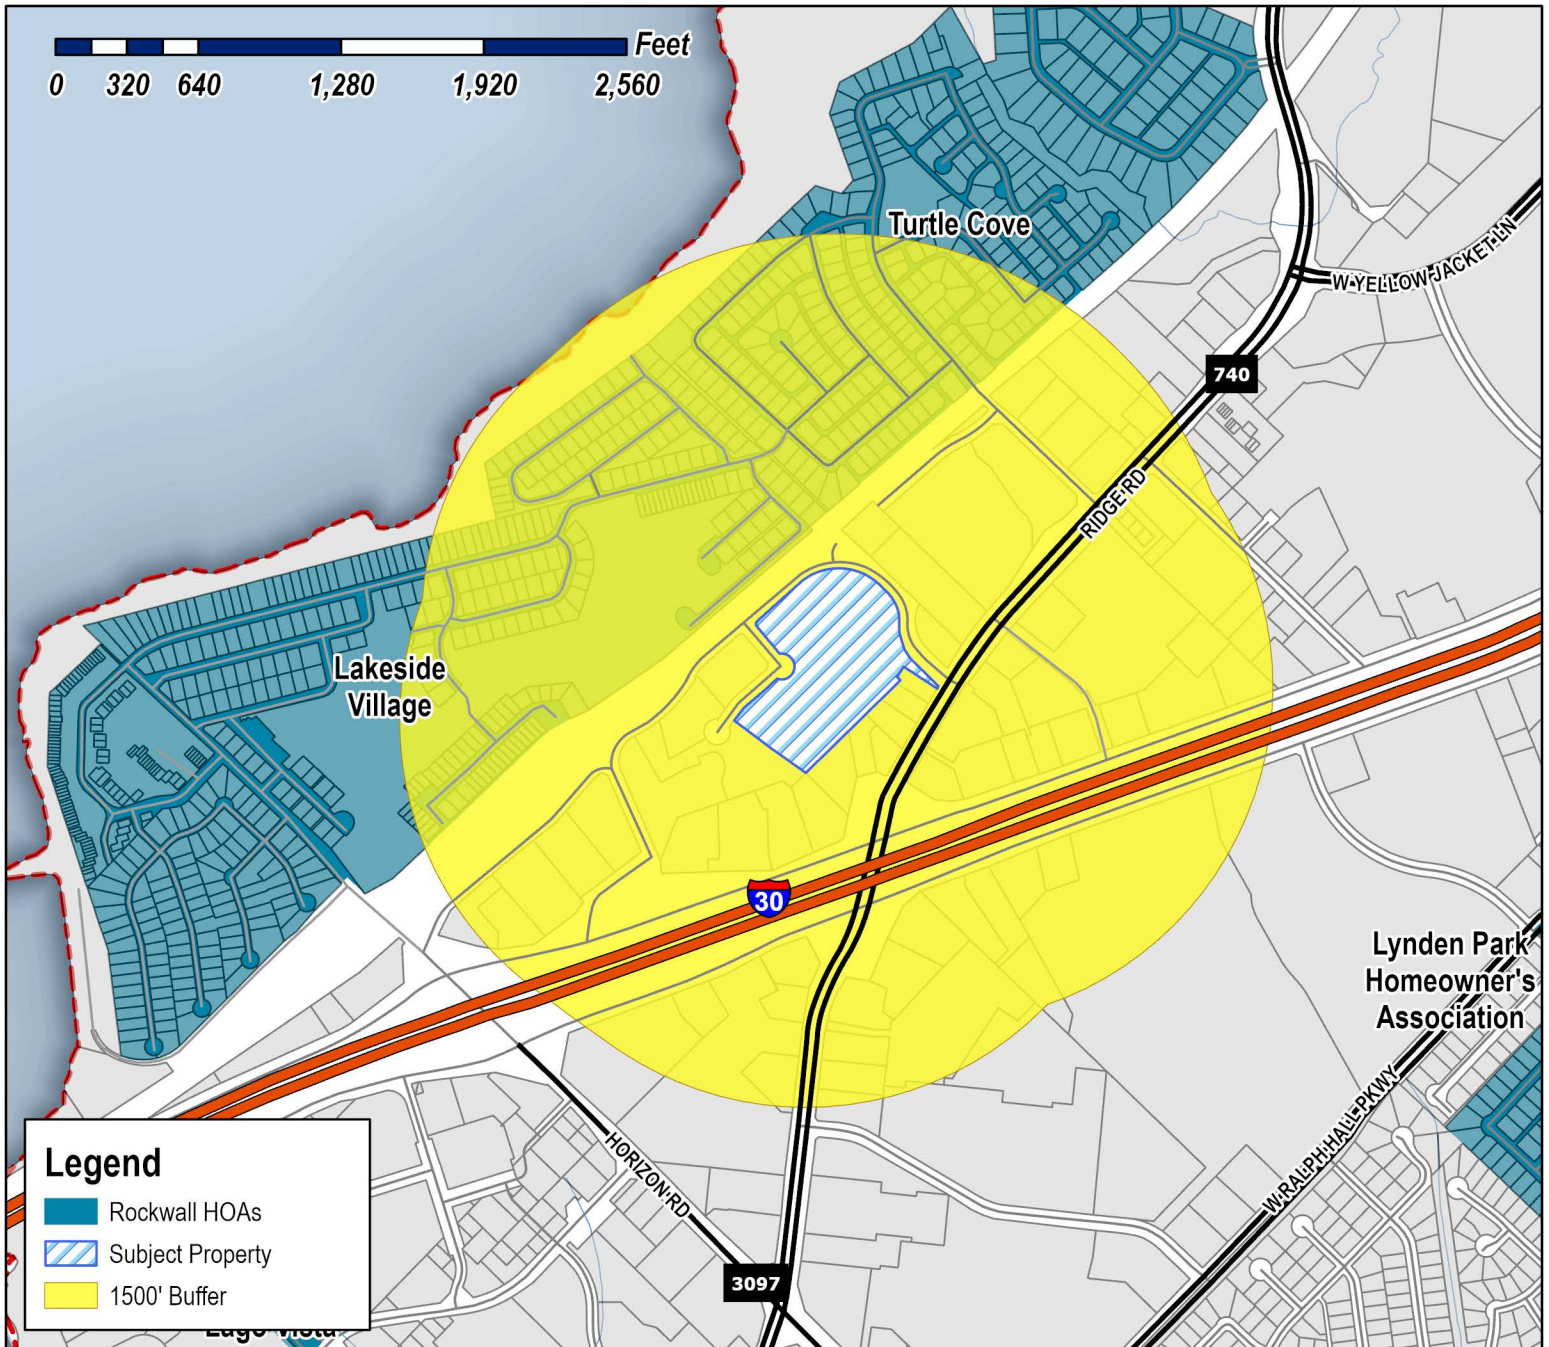 Feet
0 320 640 1,280 1,920 2,560
Turtle Cove
W YELLOW JACKET LN
740
RIDGE RD
Lakeside
Village
30
Lynden Park
Homeowner's
Association
W RALPH HALL PKWY
HORIZON RD
3097
Legend
Rockwall HOAs
Subject Property
1500' Buffer
Lago Vista